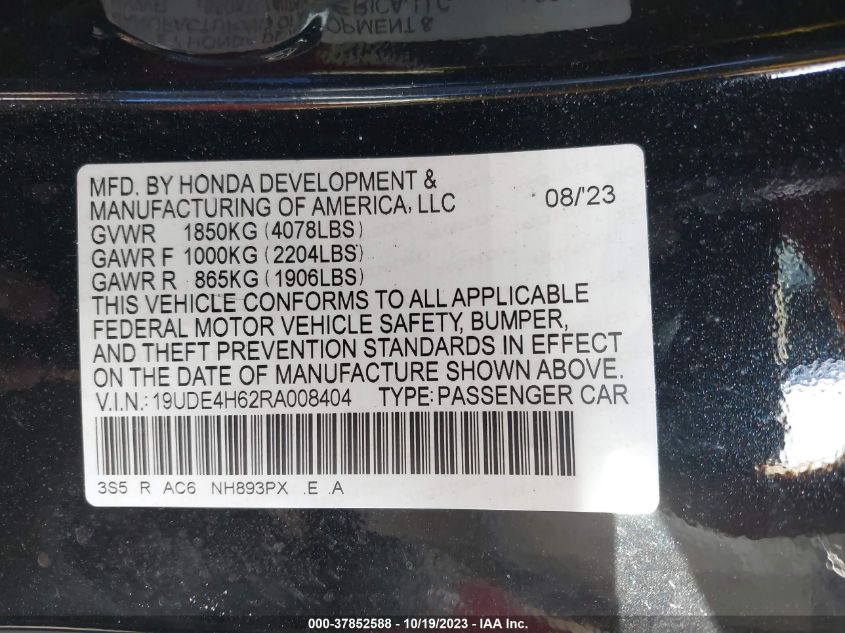 MFD. BY HONDA DEVELOPMENT &
MANUFACTURING OF AMERICA, LLC 08/'23
GVWR 1850KG (4078LBS)
GAWR F 1000KG (2204LBS)
GAWR R 865KG (1906LBS)
THIS VEHICLE CONFORMS TO ALL APPLICABLE
FEDERAL MOTOR VEHICLE SAFETY, BUMPER,
AND THEFT PREVENTION STANDARDS IN EFFECT
ON THE DATE OF MANUFACTURE SHOWN ABOVE.
V.I.N.: 19UDE4H62RA008404 TYPE: PASSENGER CAR
3S5 R AC6 NH893PX .E .A
000-37852588 - 10/19/2023 - IAA Inc.